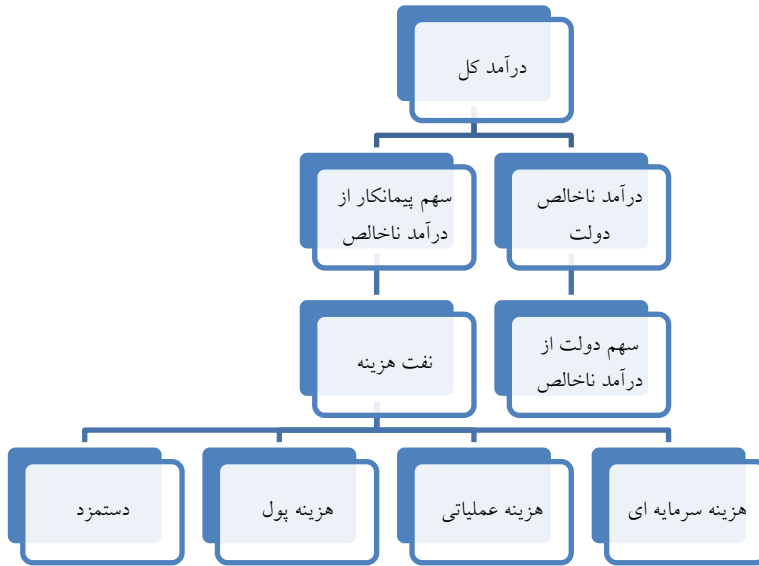 درآمد کل
درآمد ناخالص
دولت
سهم پیمانکار از
درآمد ناخالص
سهم دولت از
درآمد ناخالص
نفت هزینه
هزینه سرمایه ای
هزینه عملیاتی
هزینه پول
دستمزد